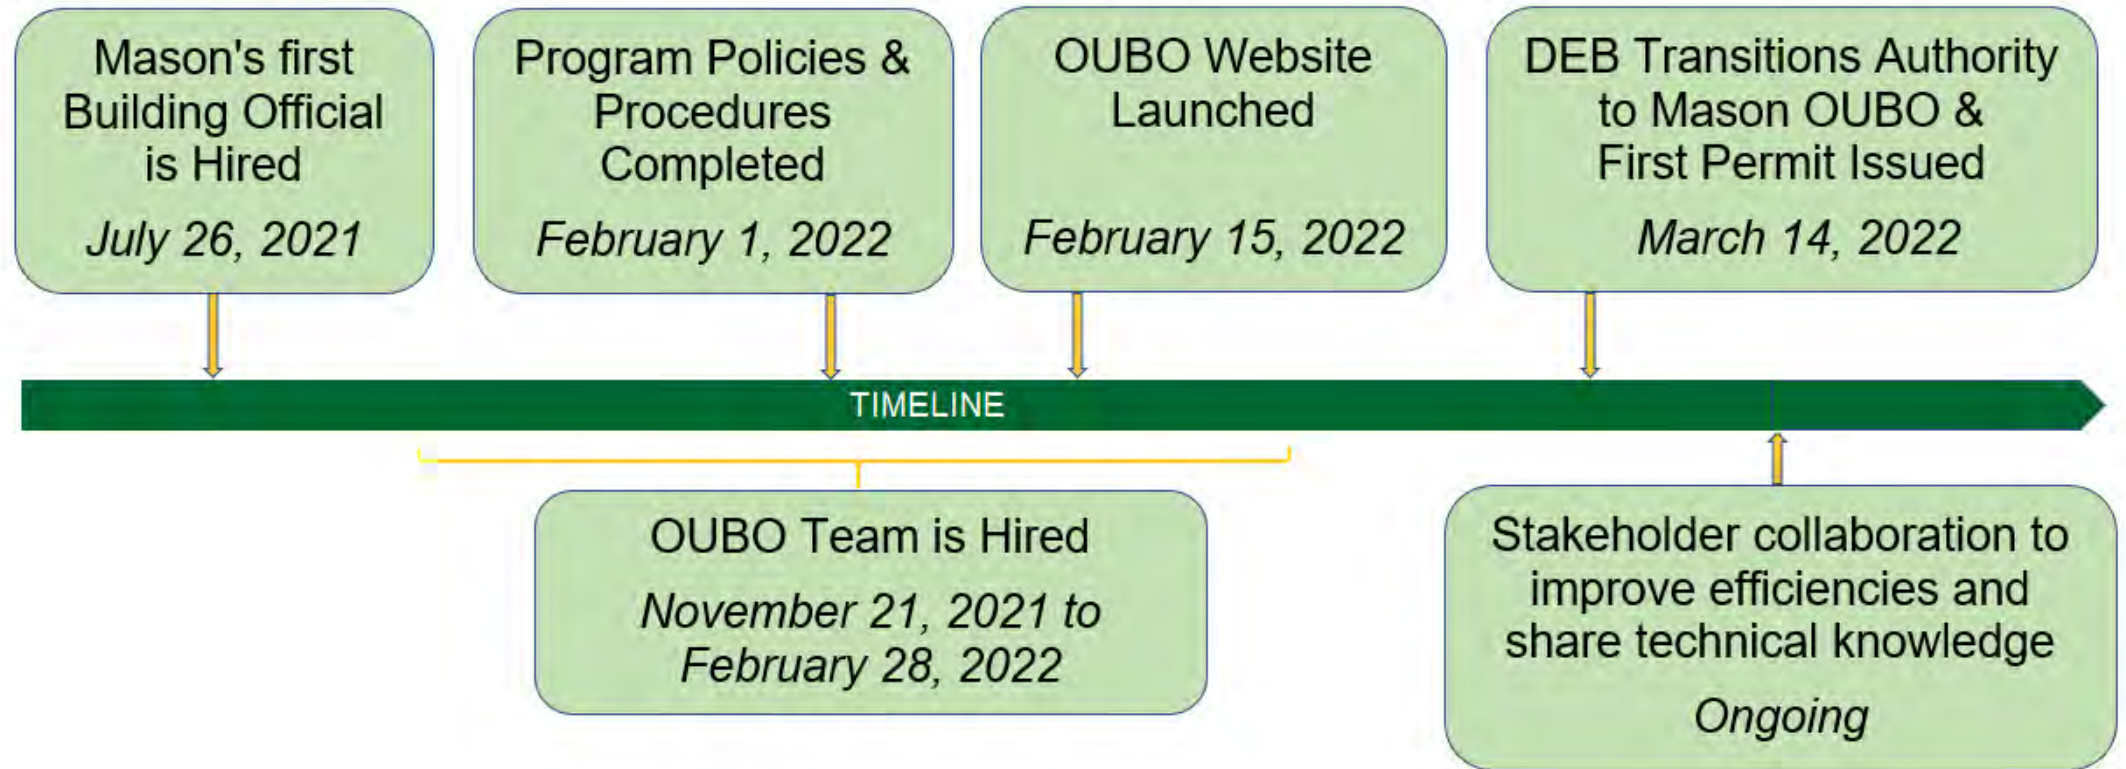 Mason's first
Building Official
is Hired
July 26, 2021
Program Policies &
Procedures
Completed
February 1, 2022
OUBO Website
Launched
February 15, 2022
DEB Transitions Authority
to Mason OUBO &
First Permit Issued
March 14, 2022
TIMELINE
OUBO Team is Hired
November 21, 2021 to
February 28, 2022
Stakeholder collaboration to
improve efficiencies and
share technical knowledge
Ongoing